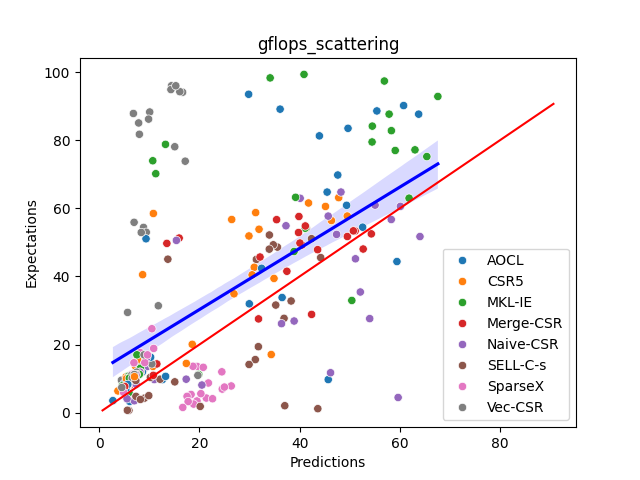 gflops_scattering
Expectations
100
80
60
40
20
0
0
20
40
60
80
Predictions
AOCL
CSR5
MKL-IE
Merge-CSR
Naive-CSR
SELL-C-s
SparseX
Vec-CSR